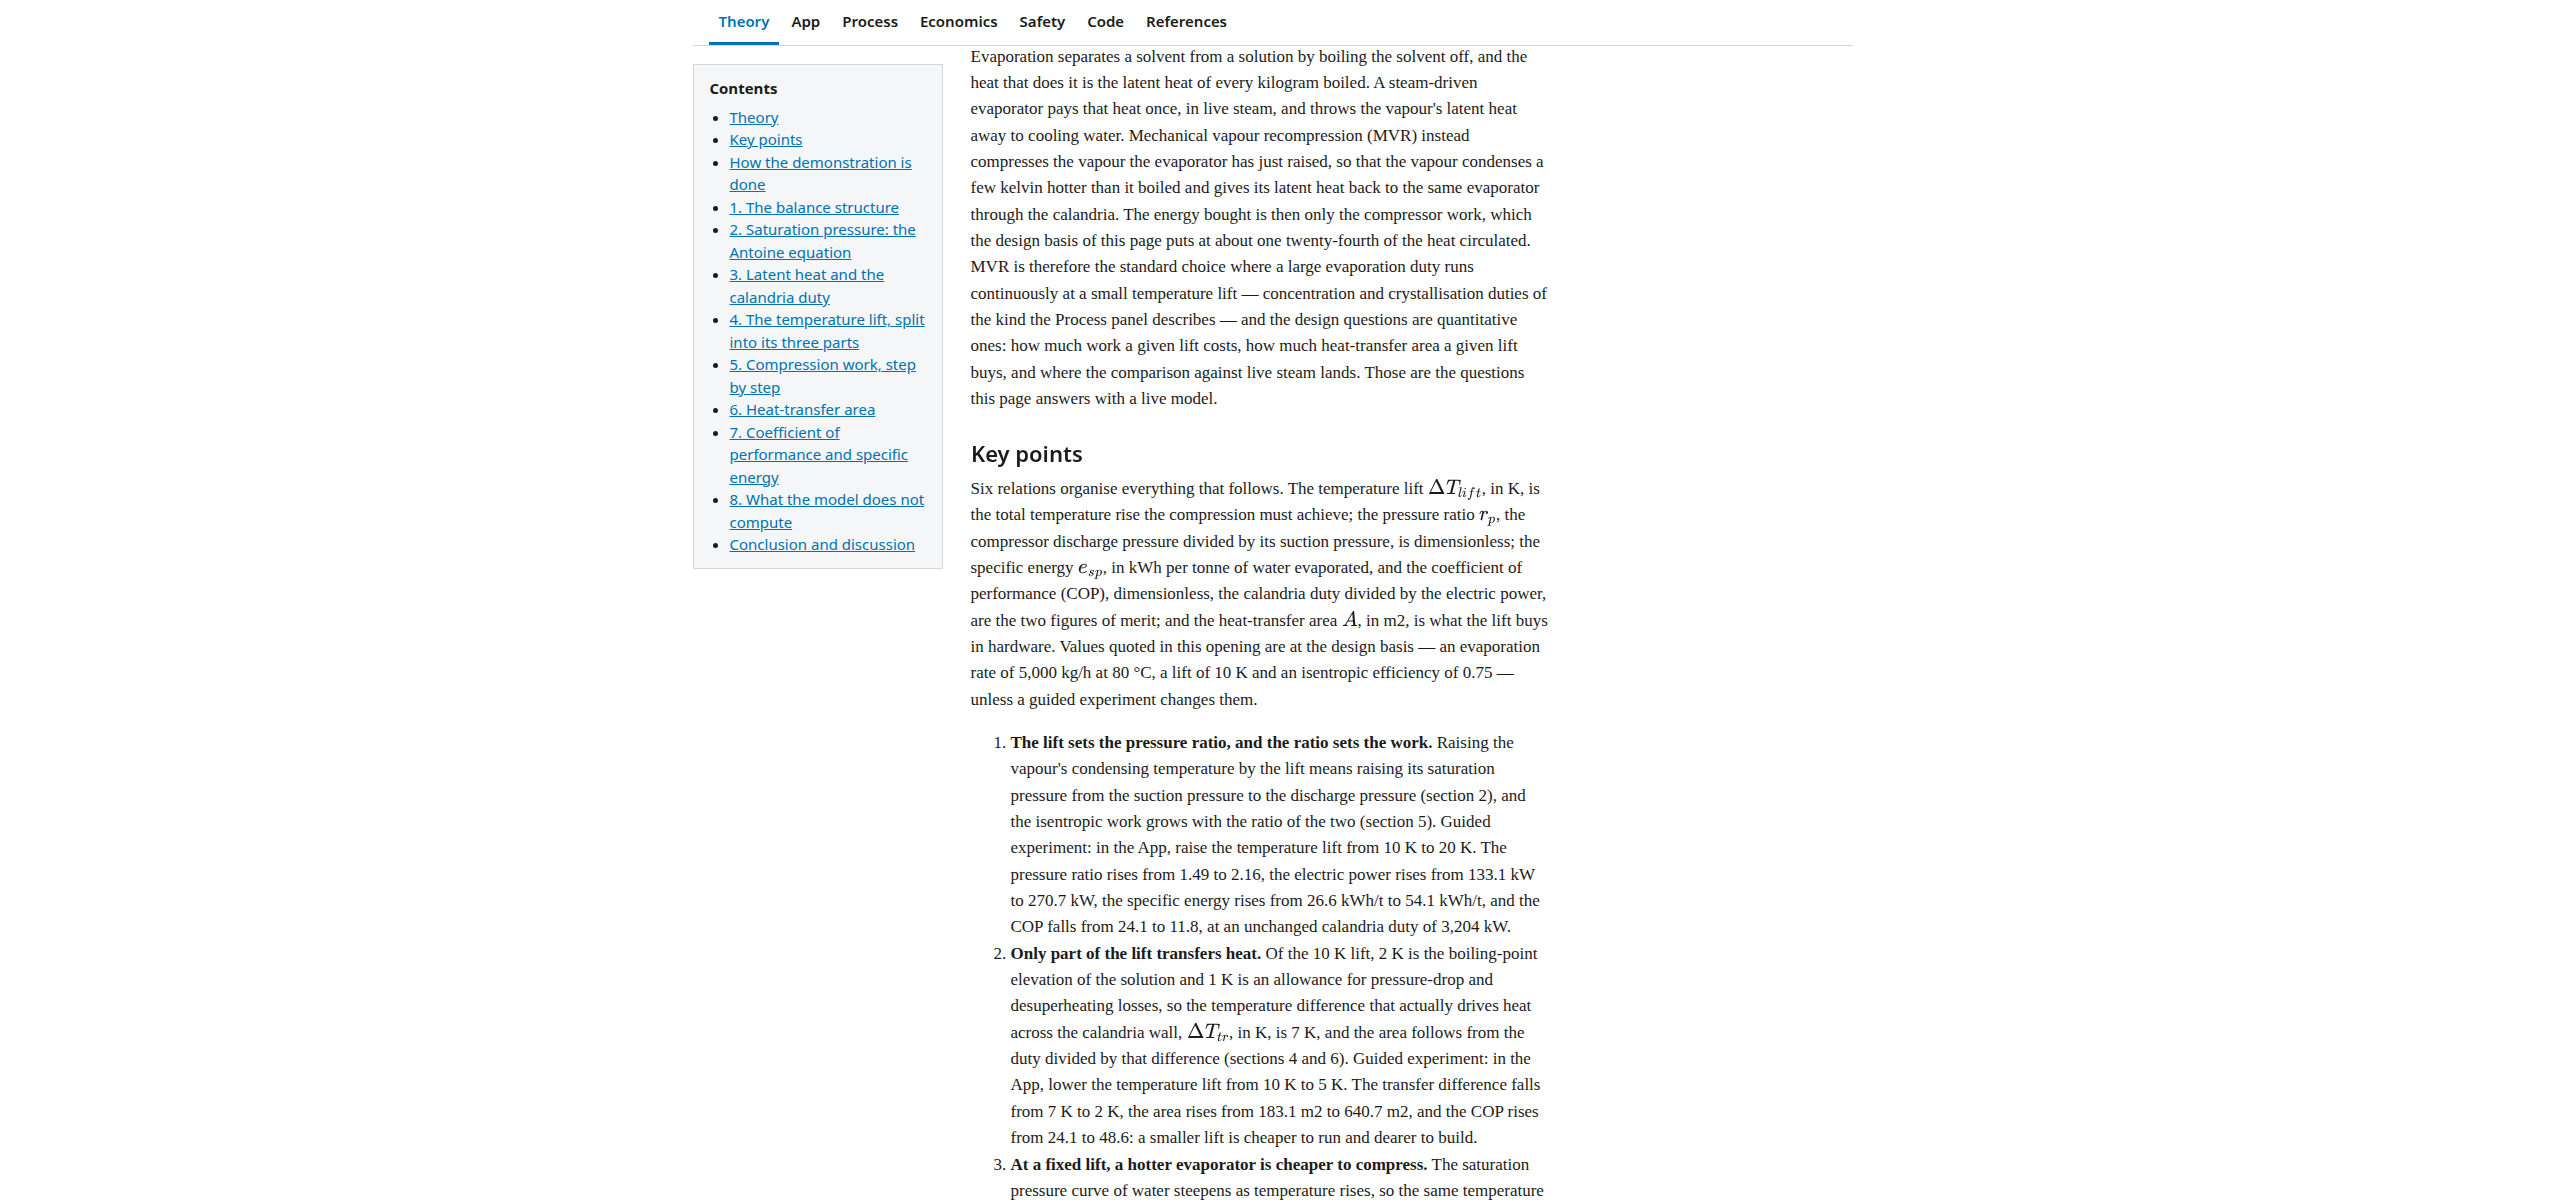 Theory App Process Economics Safety Code References
Contents
Theory
Key points
How the demonstration is
done
1. The balance structure
2. Saturation pressure: the
Antoine equation
3. Latent heat and the
calandria duty
4. The temperature lift, split
into its three parts
5. Compression work, step
by step
6. Heat-transfer area
7. Coefficient of
performance and specific
energy
8. What the model does not
compute
Conclusion and discussion
Evaporation separates a solvent from a solution by boiling the solvent off, and the
heat that does it is the latent heat of every kilogram boiled. A steam-driven
evaporator pays that heat once, in live steam, and throws the vapour's latent heat
away to cooling water. Mechanical vapour recompression (MVR) instead
compresses the vapour the evaporator has just raised, so that the vapour condenses a
few kelvin hotter than it boiled and gives its latent heat back to the same evaporator
through the calandria. The energy bought is then only the compressor work, which
the design basis of this page puts at about one twenty-fourth of the heat circulated.
MVR is therefore the standard choice where a large evaporation duty runs
continuously at a small temperature lift — concentration and crystallisation duties of
the kind the Process panel describes — and the design questions are quantitative
ones: how much work a given lift costs, how much heat-transfer area a given lift
buys, and where the comparison against live steam lands. Those are the questions
this page answers with a live model.
Key points
Six relations organise everything that follows. The temperature lift ΔT_lift, in K, is
the total temperature rise the compression must achieve; the pressure ratio r_p, the
compressor discharge pressure divided by its suction pressure, is dimensionless; the
specific energy e_sp, in kWh per tonne of water evaporated, and the coefficient of
performance (COP), dimensionless, the calandria duty divided by the electric power,
are the two figures of merit; and the heat-transfer area A, in m2, is what the lift buys
in hardware. Values quoted in this opening are at the design basis — an evaporation
rate of 5,000 kg/h at 80 °C, a lift of 10 K and an isentropic efficiency of 0.75 —
unless a guided experiment changes them.
1. The lift sets the pressure ratio, and the ratio sets the work. Raising the
vapour's condensing temperature by the lift means raising its saturation
pressure from the suction pressure to the discharge pressure (section 2), and
the isentropic work grows with the ratio of the two (section 5). Guided
experiment: in the App, raise the temperature lift from 10 K to 20 K. The
pressure ratio rises from 1.49 to 2.16, the electric power rises from 133.1 kW
to 270.7 kW, the specific energy rises from 26.6 kWh/t to 54.1 kWh/t, and the
COP falls from 24.1 to 11.8, at an unchanged calandria duty of 3,204 kW.
2. Only part of the lift transfers heat. Of the 10 K lift, 2 K is the boiling-point
elevation of the solution and 1 K is an allowance for pressure-drop and
desuperheating losses, so the temperature difference that actually drives heat
across the calandria wall, ΔT_tr, in K, is 7 K, and the area follows from the
duty divided by that difference (sections 4 and 6). Guided experiment: in the
App, lower the temperature lift from 10 K to 5 K. The transfer difference falls
from 7 K to 2 K, the area rises from 183.1 m2 to 640.7 m2, and the COP rises
from 24.1 to 48.6: a smaller lift is cheaper to run and dearer to build.
3. At a fixed lift, a hotter evaporator is cheaper to compress. The saturation
pressure curve of water steepens as temperature rises, so the same temperature